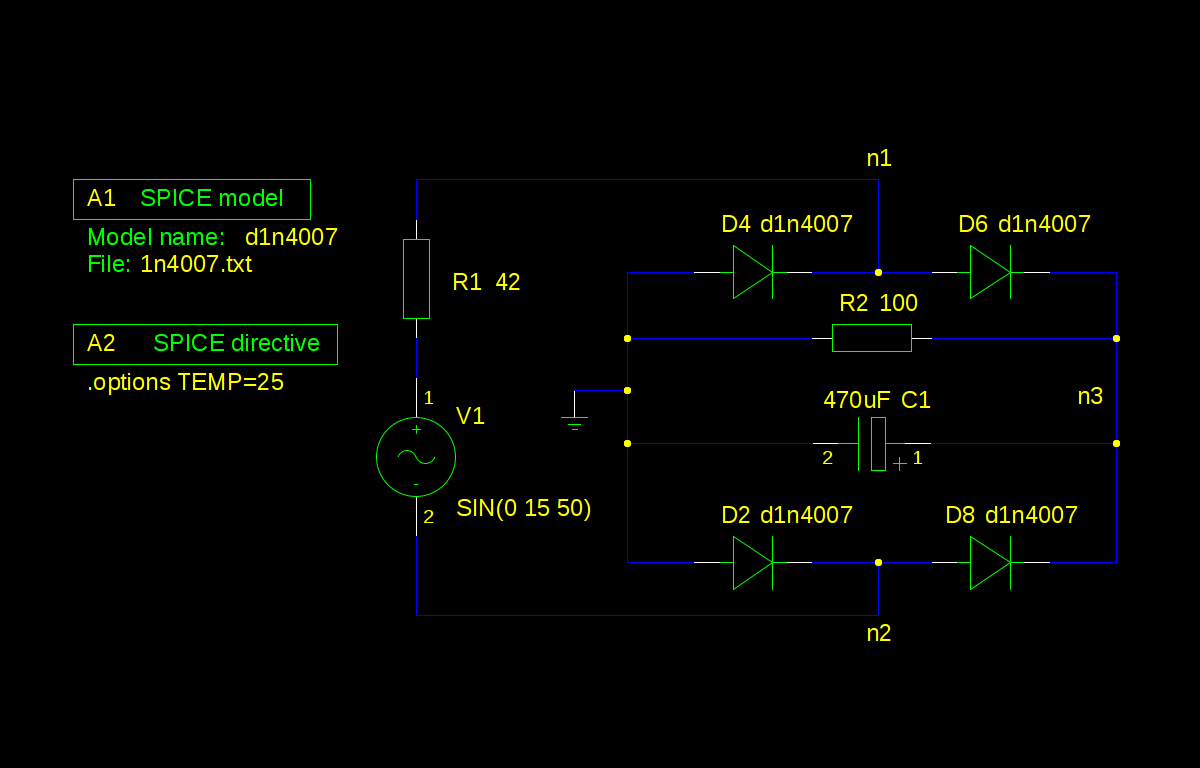 n1
A1 SPICE model
Model name: d1n4007
File: 1n4007.txt
D4 d1n4007
D6 d1n4007
R1 42
R2 100
A2 SPICE directive
.options TEMP=25
1
V1
+
-
2
SIN(0 15 50)
470uF C1
n3
2
+ 1
D2 d1n4007
D8 d1n4007
n2